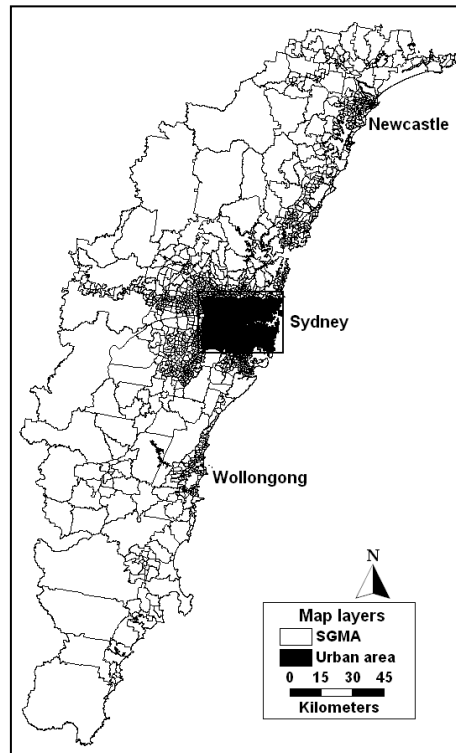 Newcastle
Sydney
Wollongong
N
Map layers
SGMA
Urban area
0 15 30 45
Kilometers